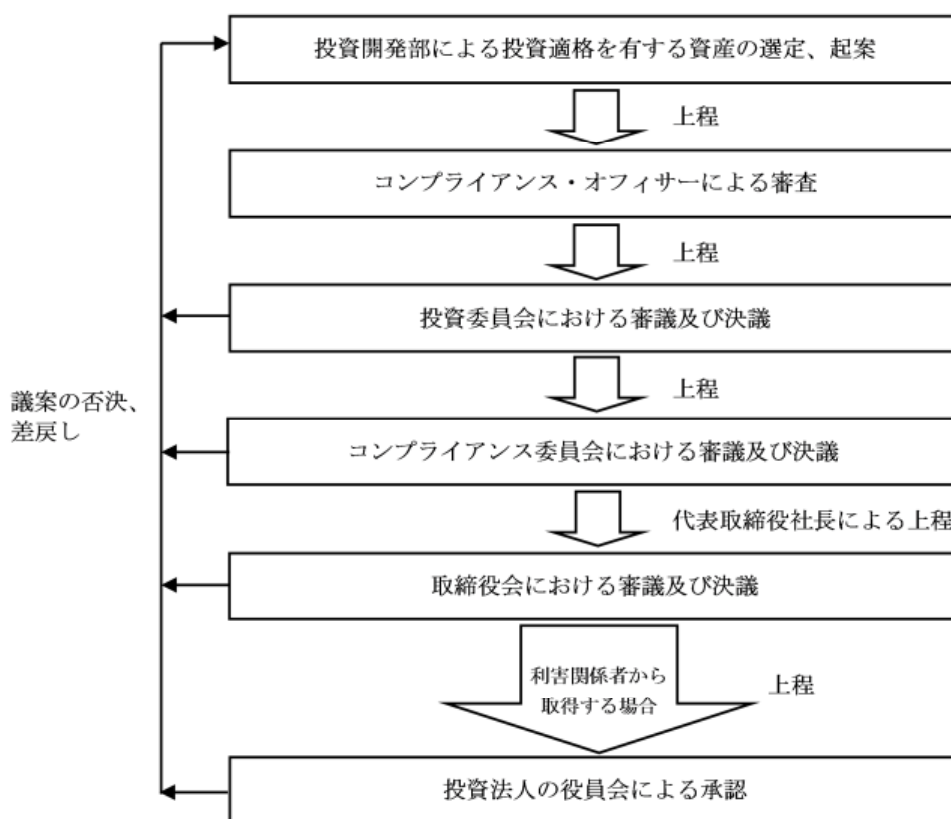 投資開発部による投資適格を有する資産の選定、起案
上程
コンプライアンス・オフィサーによる審査
上程
投資委員会における審議及び決議
上程
議案の否決、
差戻し
コンプライアンス委員会における審議及び決議
代表取締役社長による上程
取締役会における審議及び決議
利害関係者から
取得する場合
上程
投資法人の役員会による承認